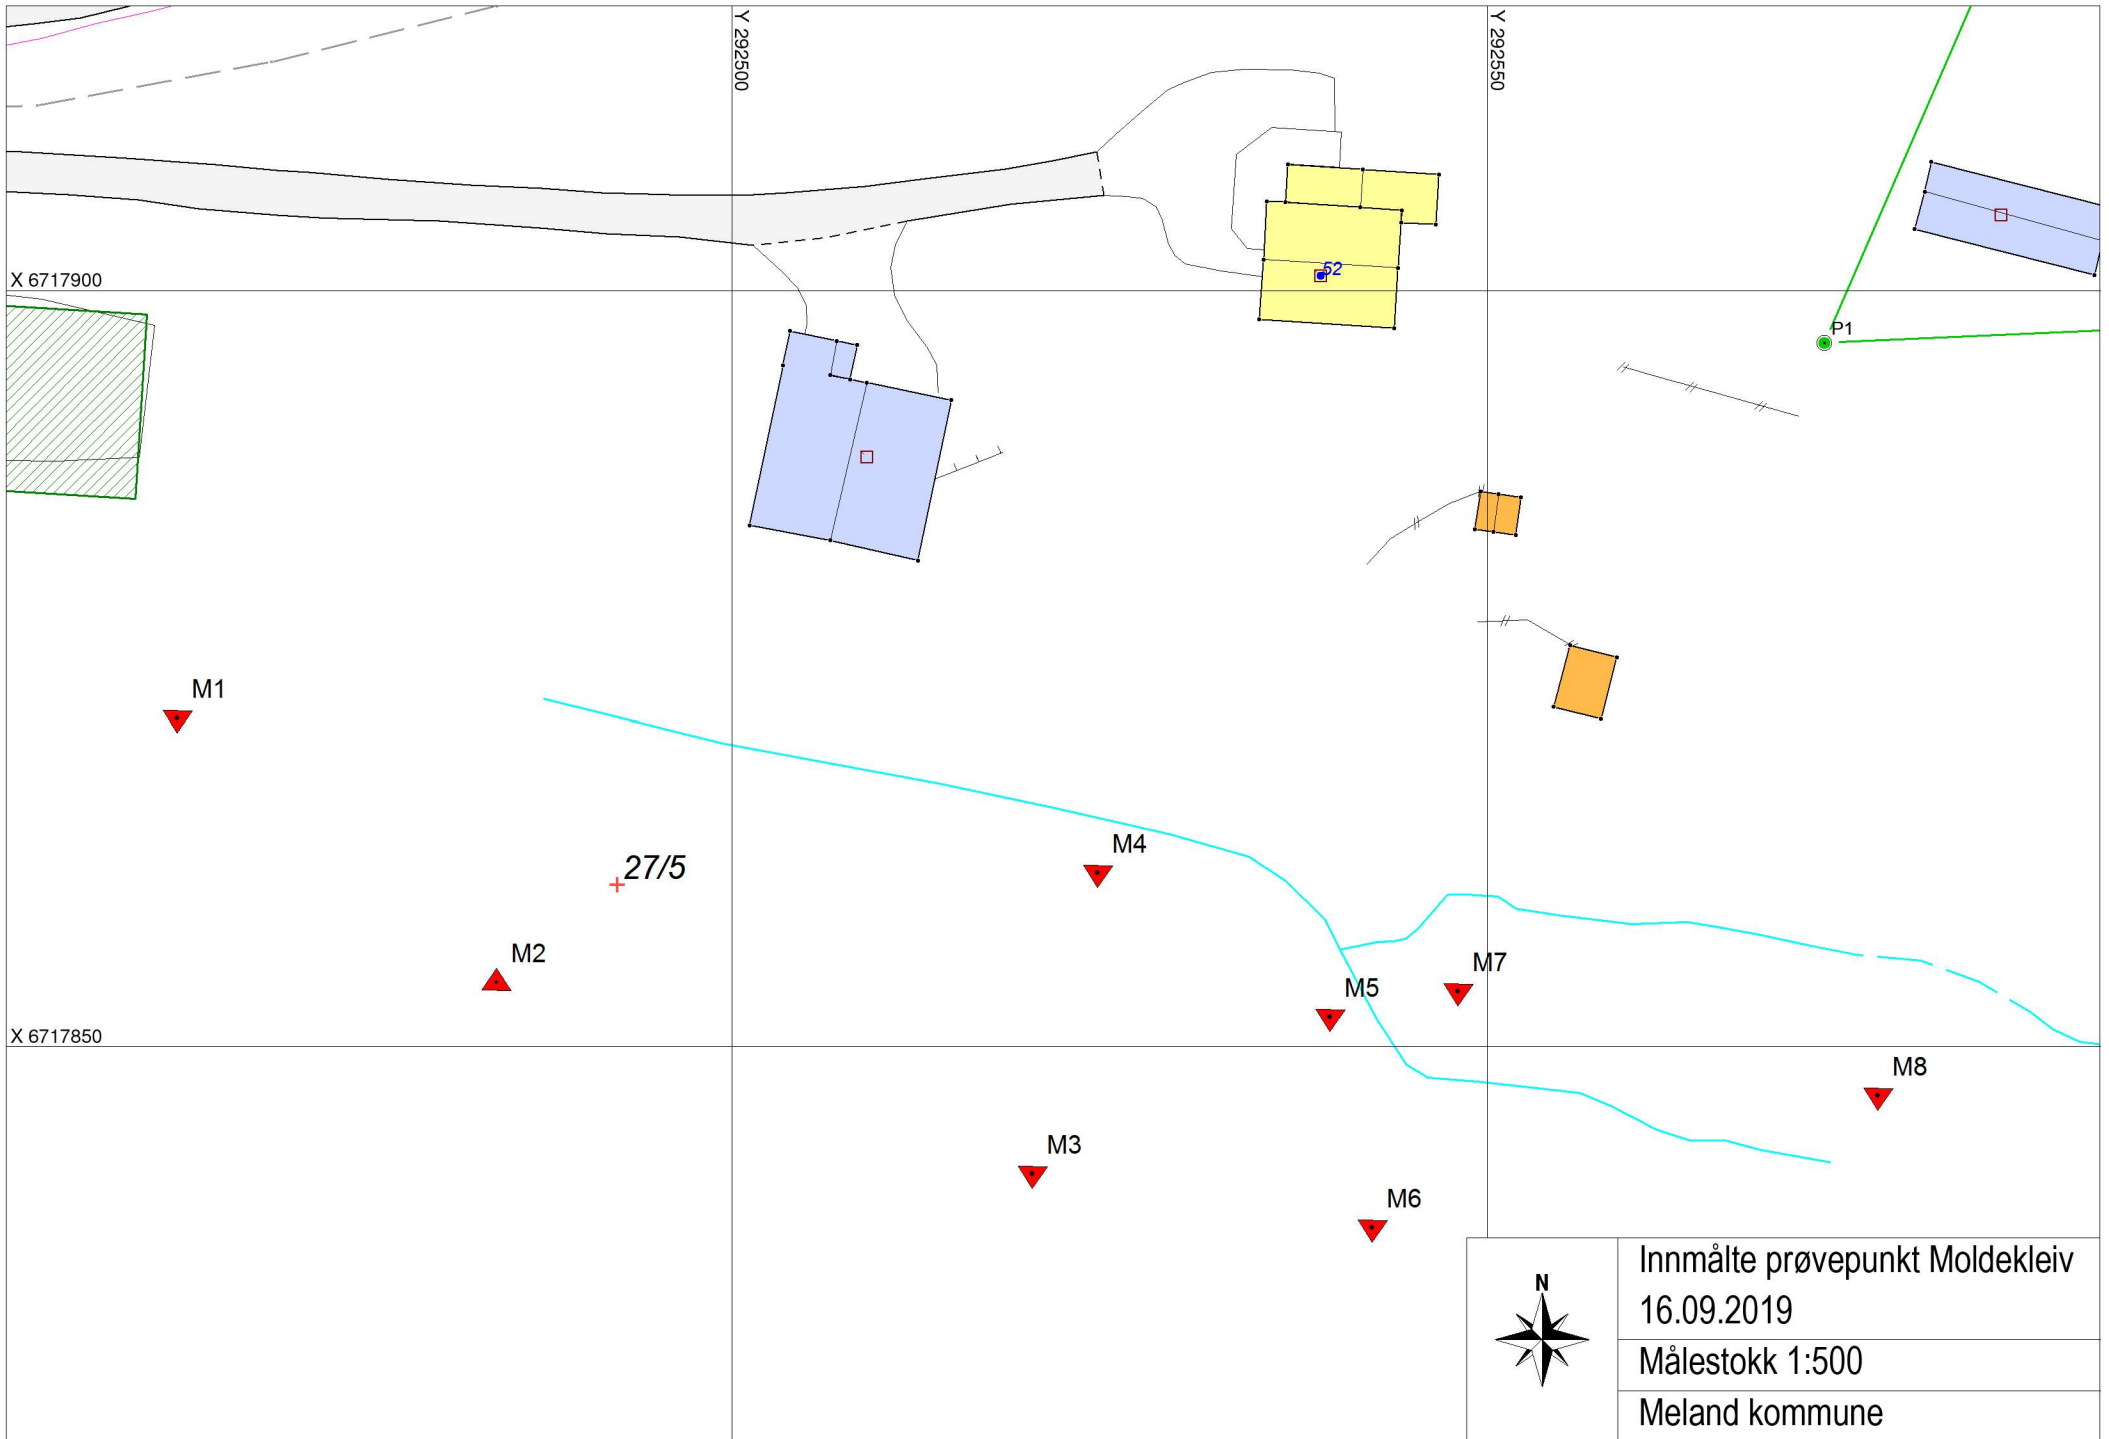 Y 292500
Y 292550
52
X 6717900
P1
M1
M4
27/5
M2
M7
M5
X 6717850
M8
M3
M6
N
Innmålte prøvepunkt Moldekleiv
16.09.2019
Målestokk 1:500
Meland kommune